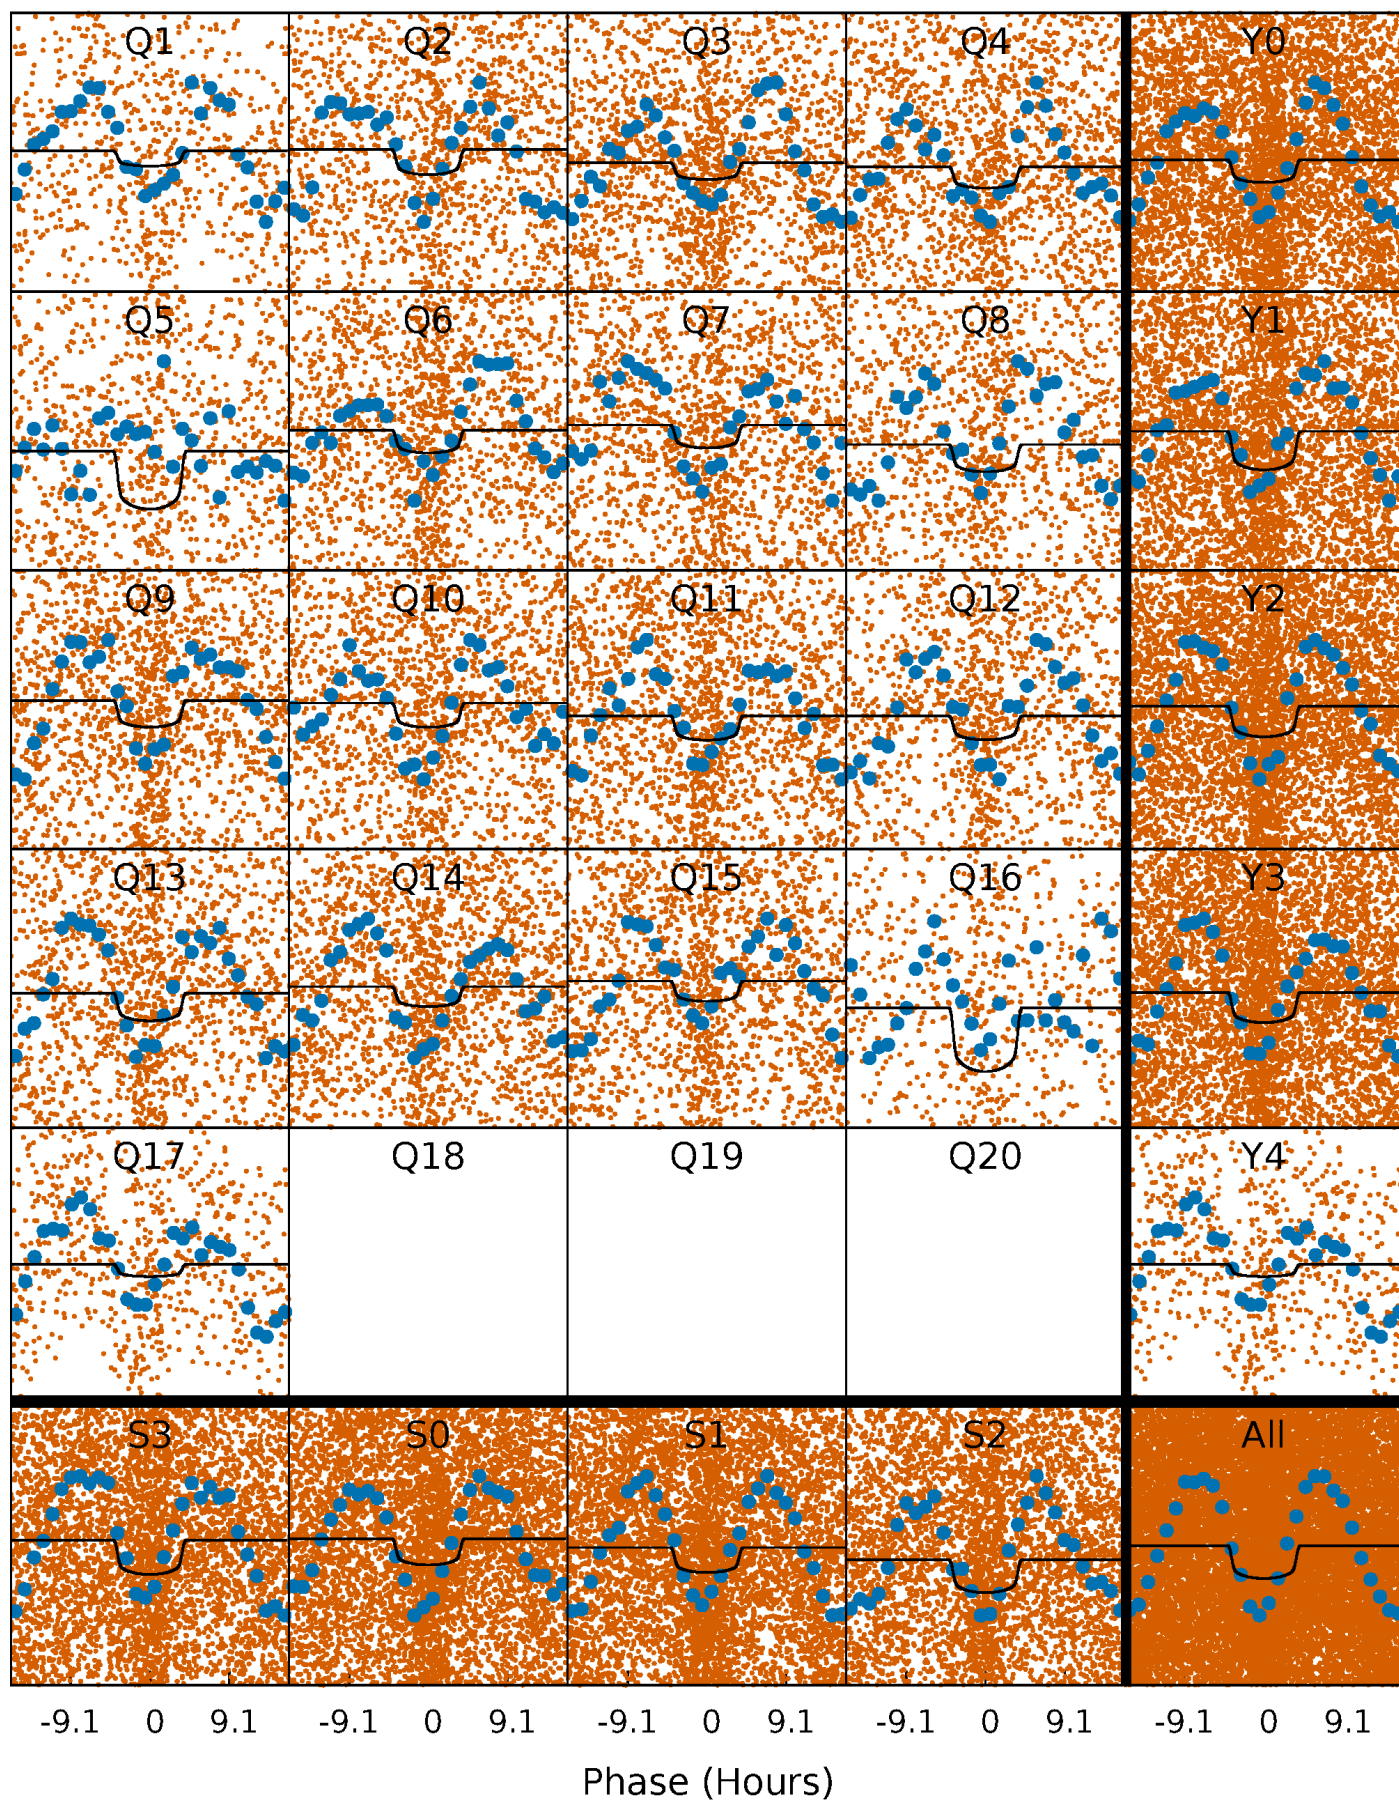 Q1 Q2 Q3 Q4 Y0
Q5 Q6 Q7 Q8 Y1
Q9 Q10 Q11 Q12 Y2
Q13 Q14 Q15 Q16 Y3
Q17 Q18 Q19 Q20 Y4
S3 S0 S1 S2 All
-9.1 0 9.1 -9.1 0 9.1 -9.1 0 9.1 -9.1 0 9.1 -9.1 0 9.1
Phase (Hours)